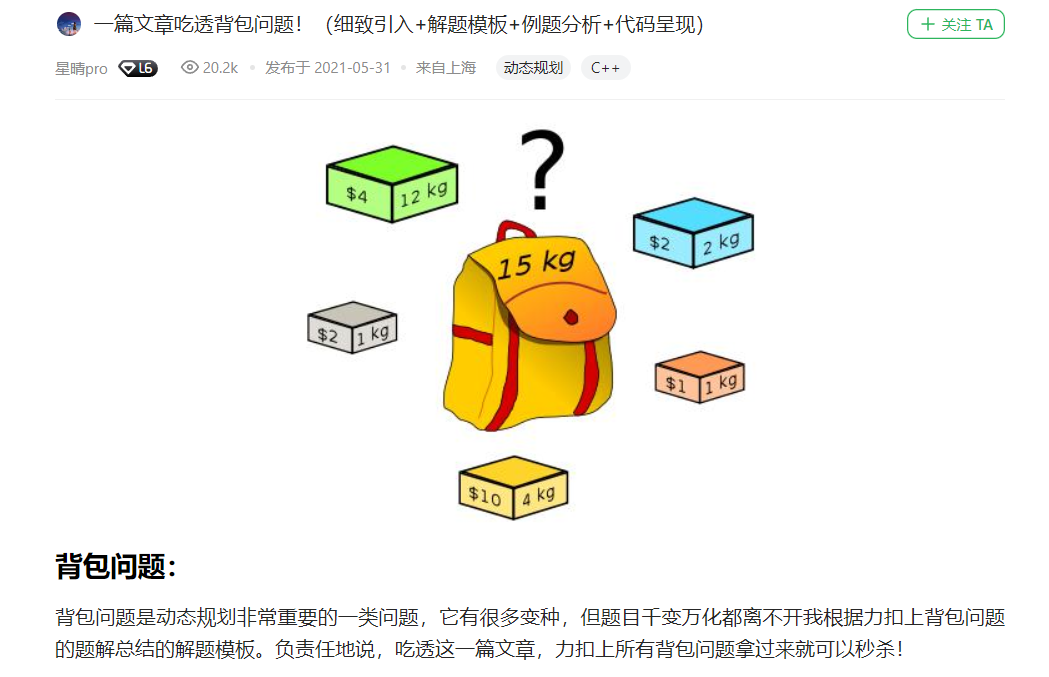 一篇文章吃透背包问题！（细致引入+解题模板+例题分析+代码呈现）
＋ 关注 TA
星晴pro L6 20.2k • 发布于 2021-05-31 • 来自上海 动态规划 C++
?
$4 12 kg
$2 2 kg
15 kg
$2 1 kg
$1 1 kg
$10 4 kg
背包问题：
背包问题是动态规划非常重要的一类问题，它有很多变种，但题目千变万化都离不开我根据力扣上背包问题
的题解总结的解题模板。负责任地说，吃透这一篇文章，力扣上所有背包问题拿过来就可以秒杀！